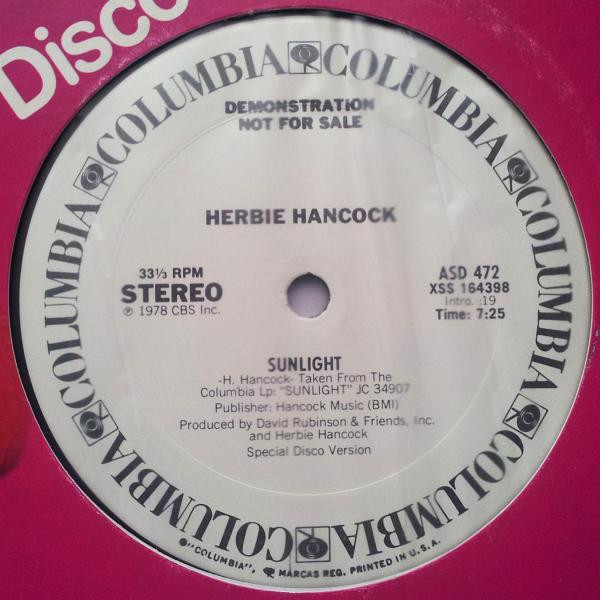 Disco
COLUMBIA COLUMBIA COLUMBIA COLUMBIA COLUMBIA COLUMBIA COLUMBIA COLUMBIA
DEMONSTRATION
NOT FOR SALE
HERBIE HANCOCK
33⅓ RPM
STEREO
℗ 1978 CBS Inc.
ASD 472
XSS 164398
Intro. :19
Time: 7:25
SUNLIGHT
-H. Hancock- Taken From The
Columbia Lp: "SUNLIGHT" JC 34907
Publisher: Hancock Music (BMI)
Produced by David Rubinson & Friends, Inc.
and Herbie Hancock
Special Disco Version
"COLUMBIA", MARCAS REG. PRINTED IN U.S.A.